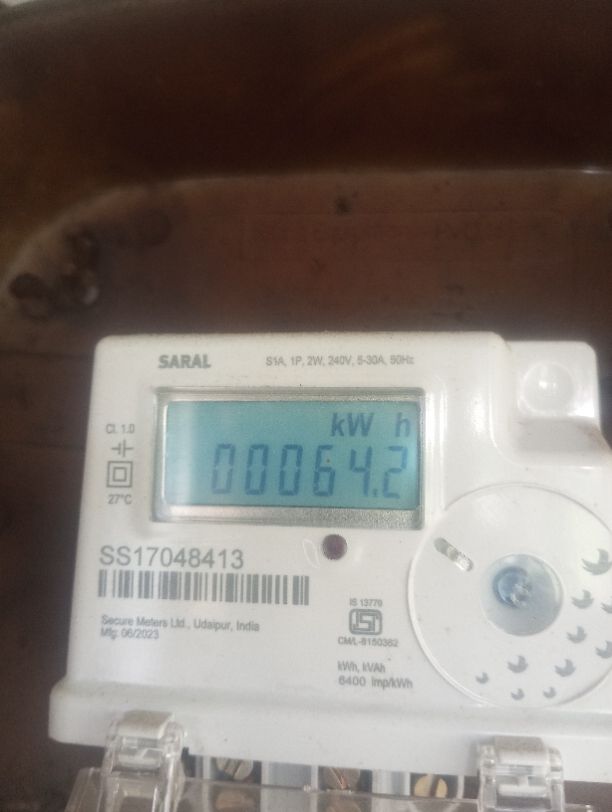 SARAL
S1A, 1P, 2W, 240V, 5-30A, 50Hz
Cl. 1.0
27°C
kW h
000064.2
SS17048413
Secure Meters Ltd., Udaipur, India
Mfg: 06/2023
IS 13779
CM/L-8150362
kWh, kVAh
6400 imp/kWh